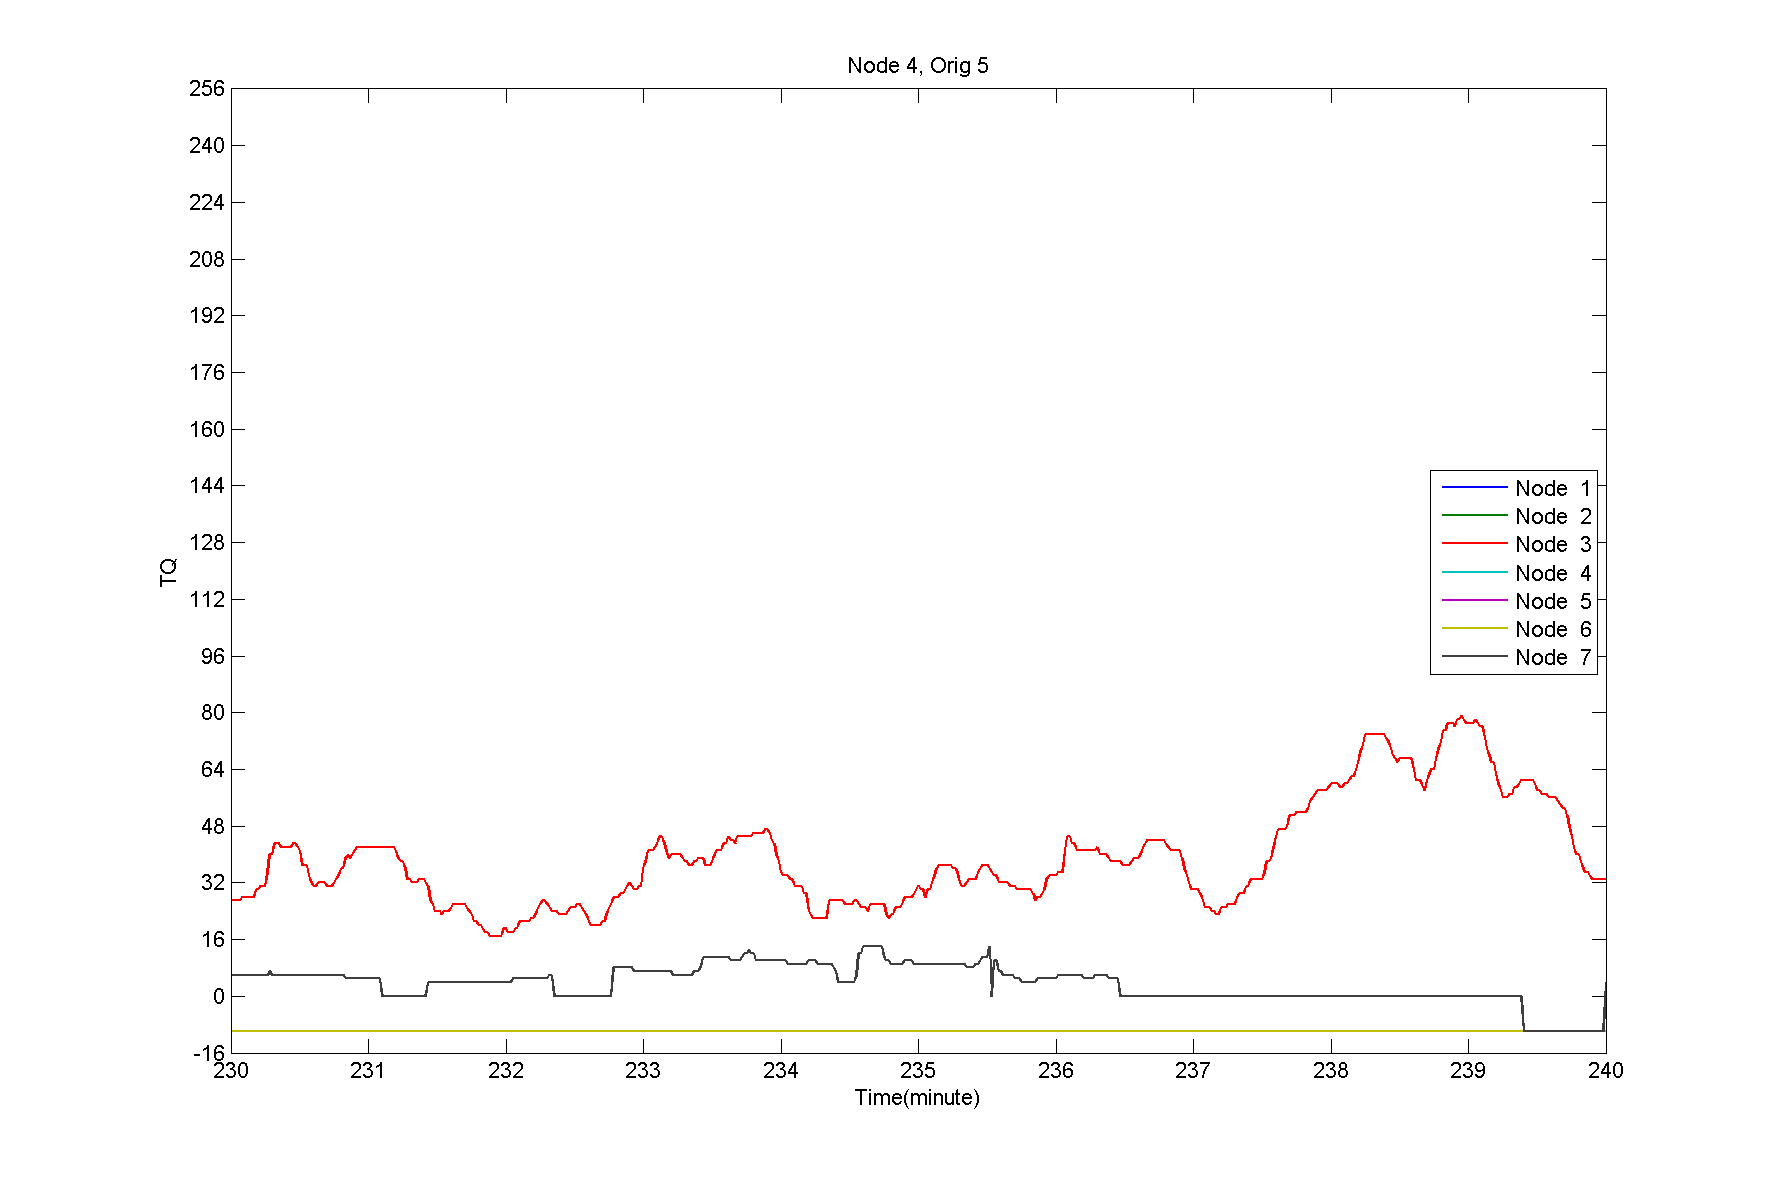 Node 4, Orig 5
256
240
224
208
192
176
160
144
128
112
96
80
64
48
32
16
0
-16
TQ
Node 1
Node 2
Node 3
Node 4
Node 5
Node 6
Node 7
230 231 232 233 234 235 236 237 238 239 240
Time(minute)